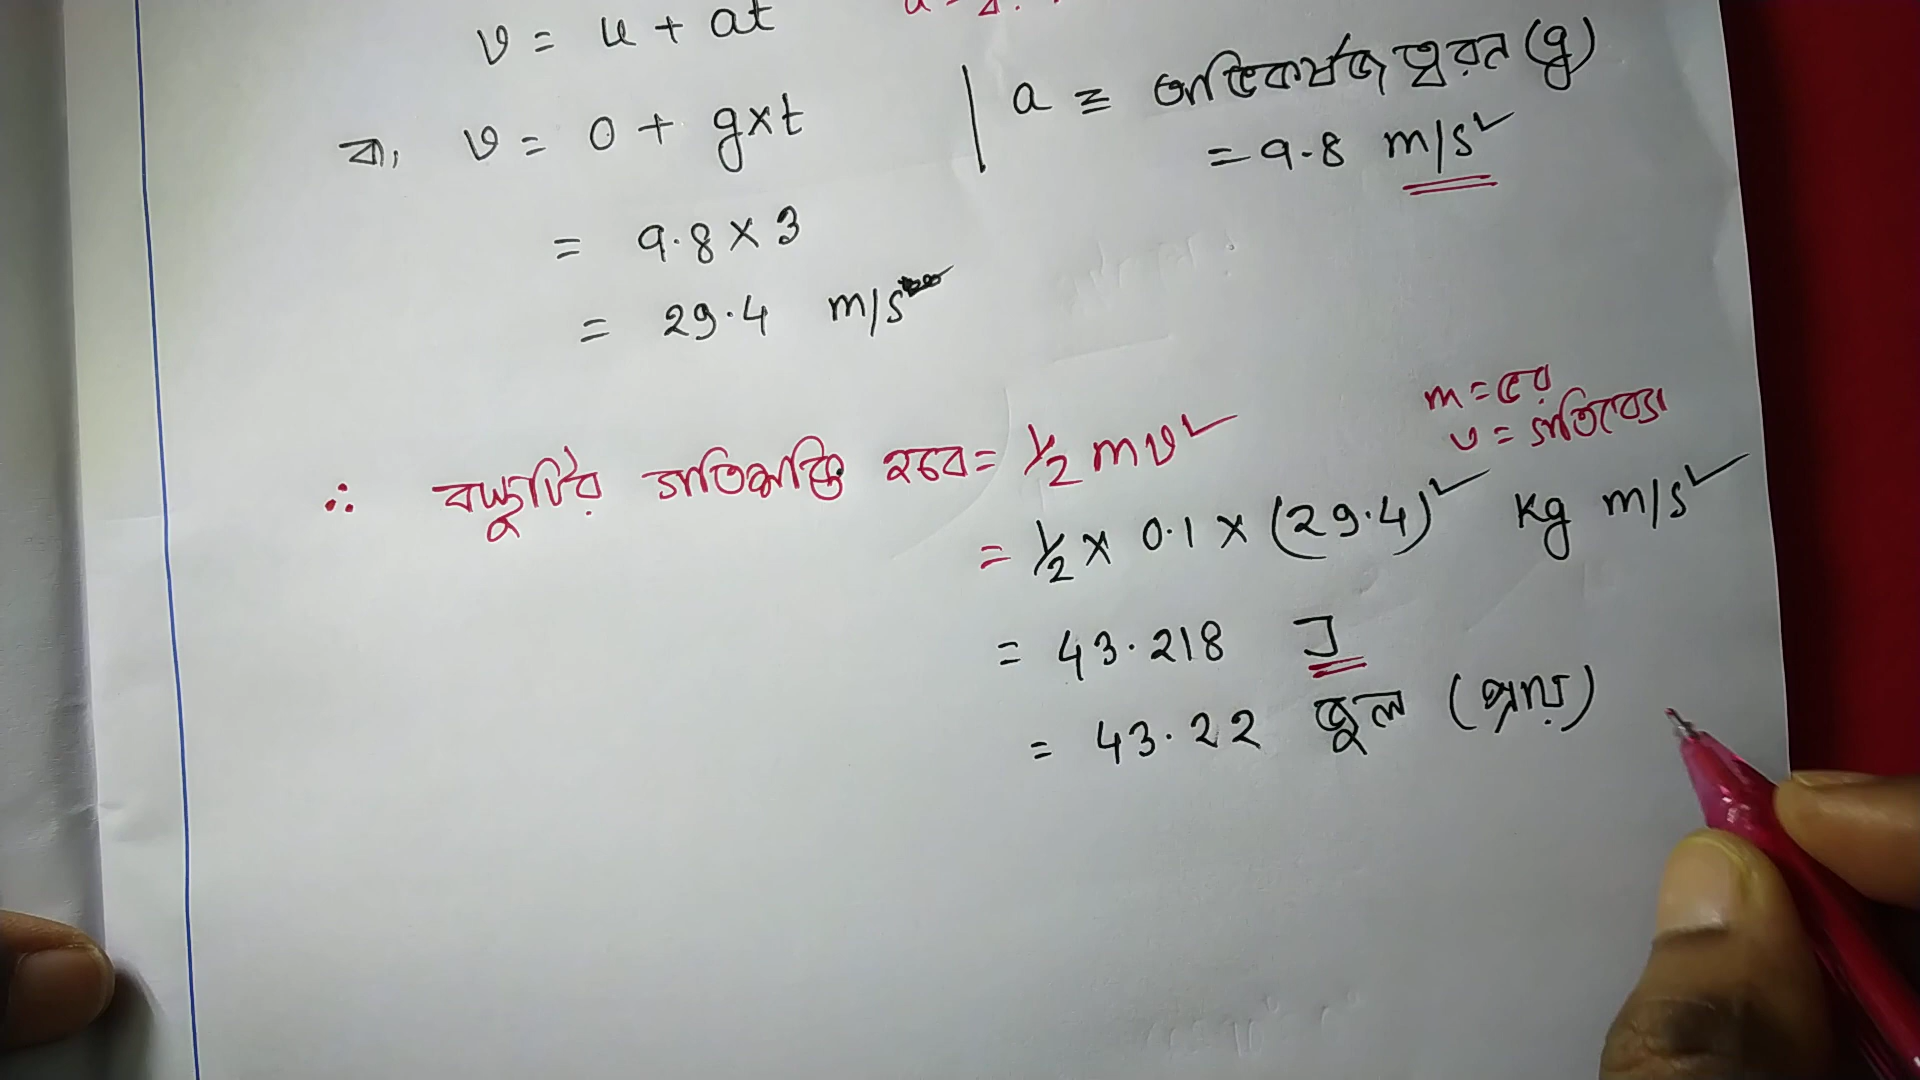 v = u + at
বা, v = 0 + g×t
a = অভিকর্ষজ ত্বরন (g)
= 9.8 m/s²
= 9.8 × 3
= 29.4 m/s
m = ভর
v = গতিবেগ
∴ বস্তুটির গতিশক্তি হবে = ½ mv²
= ½ × 0.1 × (29.4)² kg m/s²
= 43.218 J
= 43.22 জুল (প্রায়)